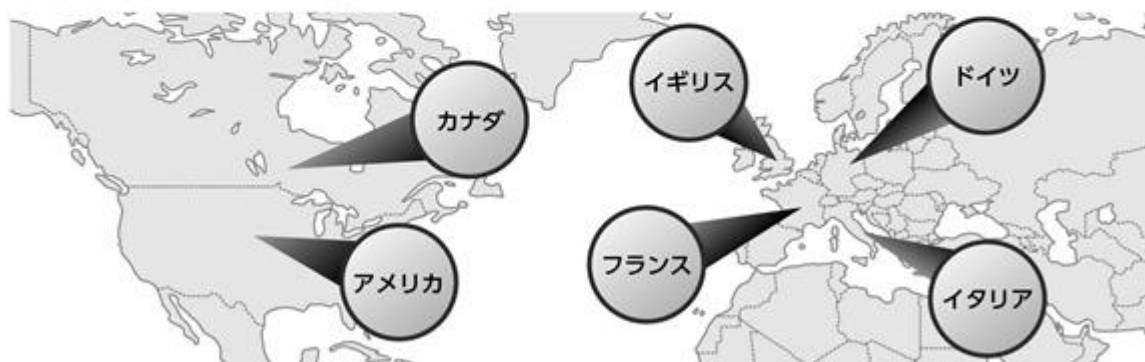 カナダ
アメリカ
イギリス
ドイツ
フランス
イタリア